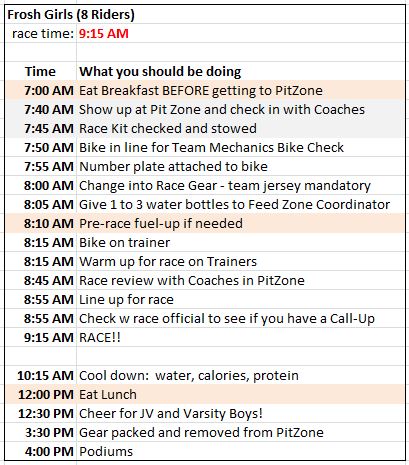 Frosh Girls (8 Riders)
race time: 9:15 AM
Time What you should be doing
7:00 AM Eat Breakfast BEFORE getting to PitZone
7:40 AM Show up at Pit Zone and check in with Coaches
7:45 AM Race Kit checked and stowed
7:50 AM Bike in line for Team Mechanics Bike Check
7:55 AM Number plate attached to bike
8:00 AM Change into Race Gear - team jersey mandatory
8:05 AM Give 1 to 3 water bottles to Feed Zone Coordinator
8:10 AM Pre-race fuel-up if needed
8:15 AM Bike on trainer
8:15 AM Warm up for race on Trainers
8:45 AM Race review with Coaches in PitZone
8:55 AM Line up for race
8:55 AM Check w race official to see if you have a Call-Up
9:15 AM RACE!!
10:15 AM Cool down: water, calories, protein
12:00 PM Eat Lunch
12:30 PM Cheer for JV and Varsity Boys!
3:30 PM Gear packed and removed from PitZone
4:00 PM Podiums